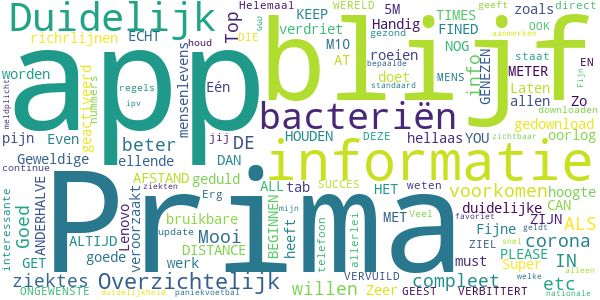 Duidelijk
app
blijf
Prima
informatie
bacteriën
Overzichtelijk
Helemaal
WERELD
geeft
direct
GGD
DIE
KEEP
5M
Handig
zoals
verdriet
TIMES
FINED
OOK
richrlijnen
ECHT
Top
M10
NOG
aanmerken
houd
roeien
GENEZEN
gezond
staat
bepaalde
AT
METER
worden
regels
Eén
doet
info
MENS
Laten
EN
standaard
allen
Zo
Fijn
meldplicht
nummers
geactiveerd
ipv
mensenlevens
HOUDEN
DEZE
hellaas
YOU
gedownload
downloaden
zichtbaar
oorlog
pijn
Even
beter
jij
DE
DAN
Geweldige
ellende
AFSTAND
geduld
voorkomen
hoogte
continue
ziekten
Erg
SUCCES
ALL
tab
HET
weten
duidelijke
CAN
interessante
Goed
ANDERHALVE
ALTIJD
Lenovo
veroorzaakt
bruikbare
BEGINNEN
mijn
heeft
telefoon
MET
Veel
favoriet
ZIJN
ALS
goede
update
Mooi
DISTANCE
allerlei
Fijne
geldt
PLEASE
corona
GET
ziektes
werk
ZIEL
must
snel
Super
IN
alleen
VERVUILD
compleet
etc
ONGEWENSTE
duidelijkheid
paniekvoetbal
willen
Zeer
GEEST
VERBITTERT
welke
nationale